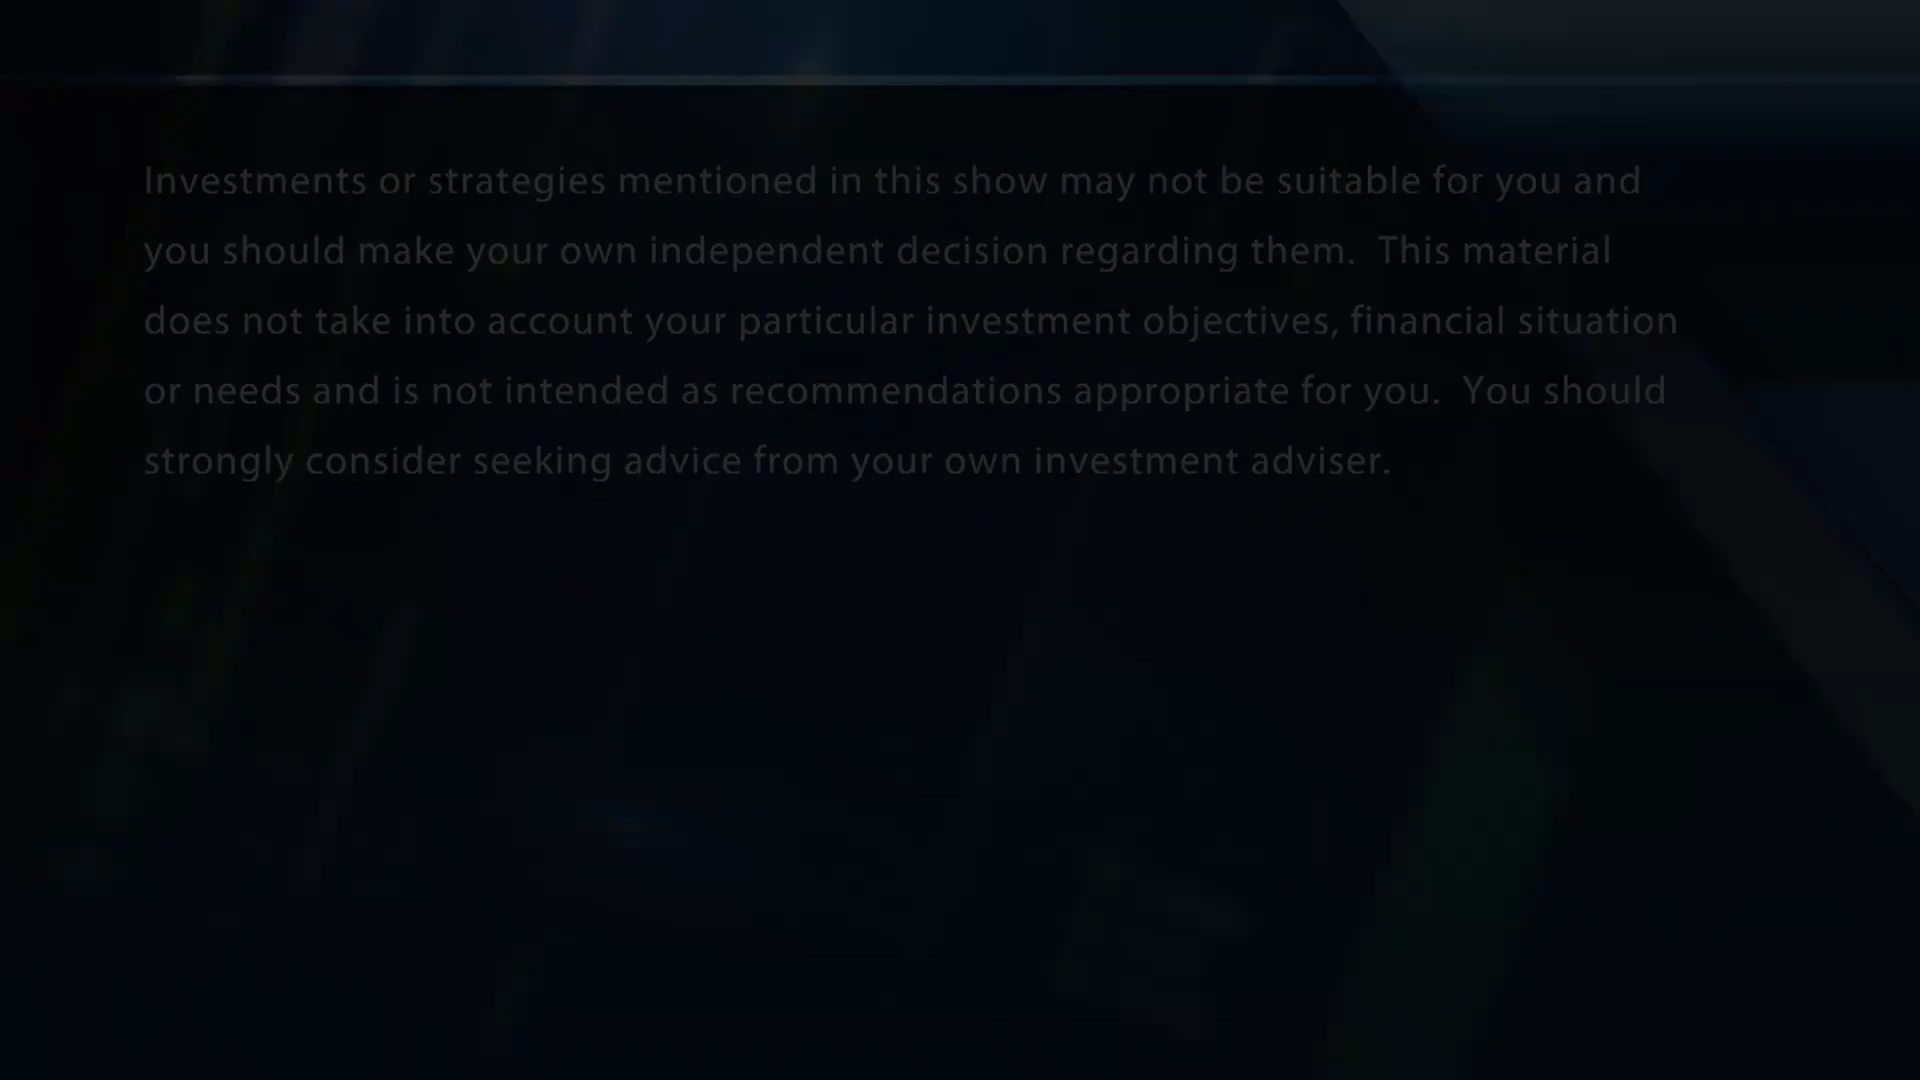 Investments or strategies mentioned in this show may not be suitable for you and
you should make your own independent decision regarding them.  This material
does not take into account your particular investment objectives, financial situation
or needs and is not intended as recommendations appropriate for you.  You should
strongly consider seeking advice from your own investment adviser.